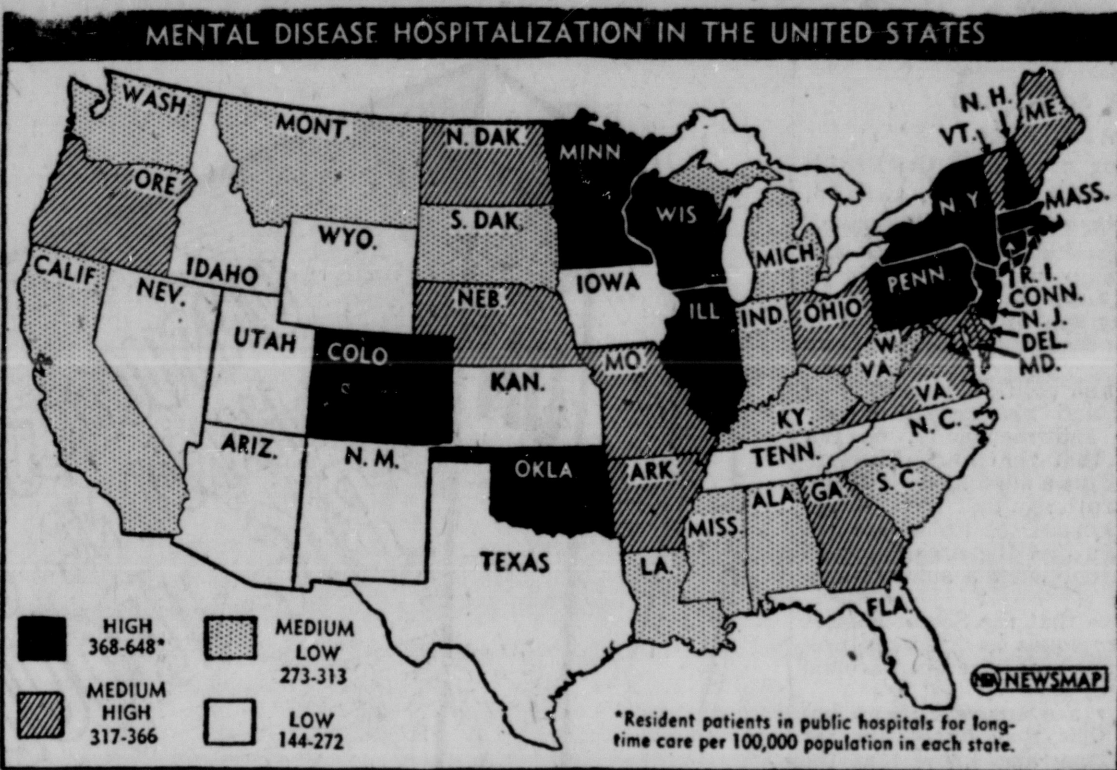 MENTAL DISEASE HOSPITALIZATION IN THE UNITED STATES
WASH.
MONT.
N. DAK.
MINN
N. H.
VT.
ME.
ORE.
S. DAK.
WIS
MICH.
N. Y.
MASS.
IDAHO
WYO.
CALIF.
NEV.
IOWA
NEB.
PENN.
R. I.
CONN.
N. J.
DEL.
MD.
UTAH
COLO.
ILL
IND.
OHIO
W.
VA.
KAN.
MO.
KY.
VA.
ARIZ.
N. M.
OKLA
ARK.
TENN.
N. C.
S. C.
TEXAS
MISS.
ALA.
GA.
LA.
FLA.
HIGH
368-648*
MEDIUM
LOW
273-313
MEDIUM
HIGH
317-366
LOW
144-272
NEA NEWSMAP
*Resident patients in public hospitals for long-
time care per 100,000 population in each state.